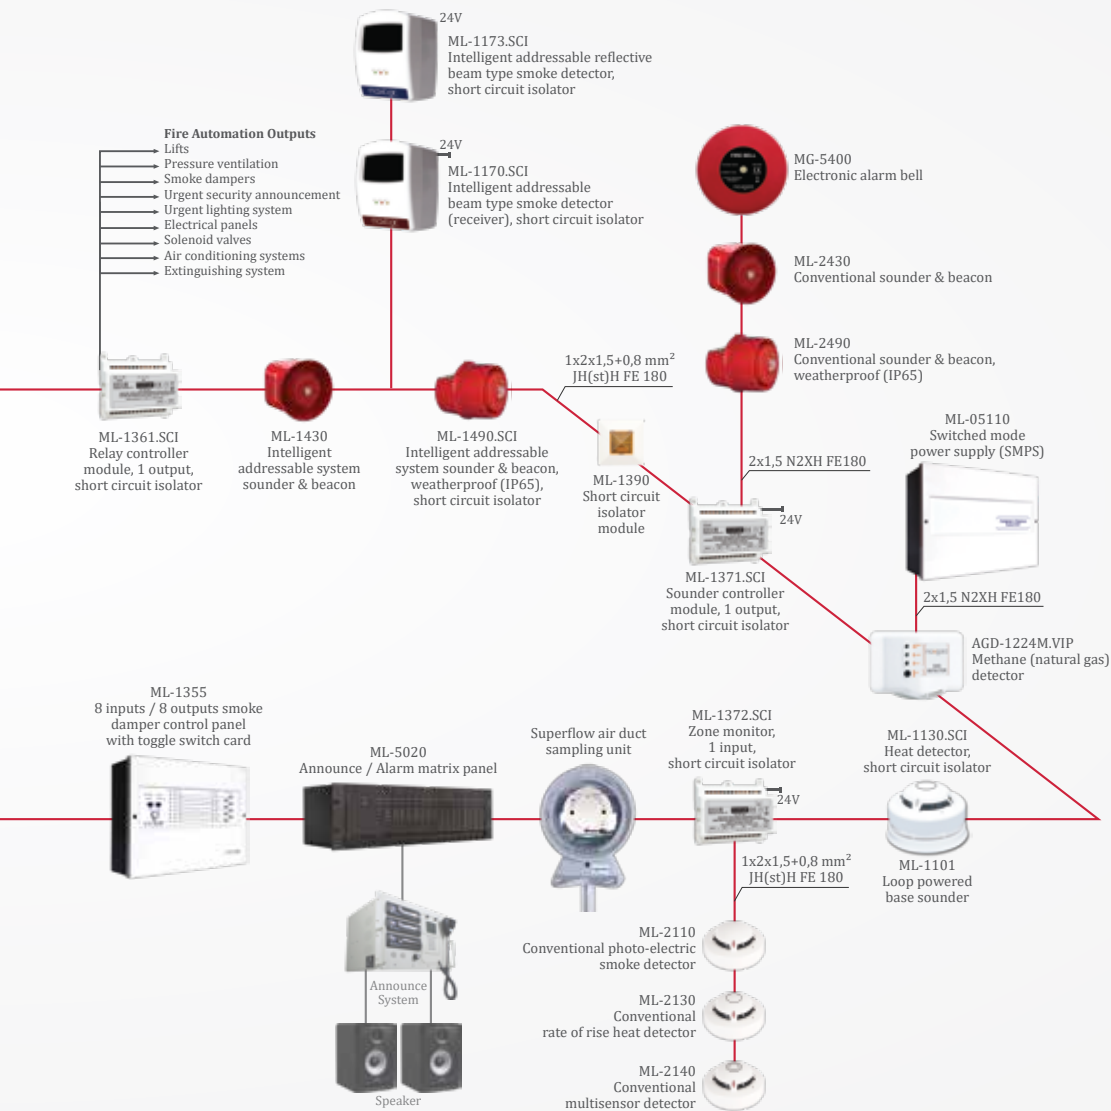 24V
ML-1173.SCI
Intelligent addressable reflective
beam type smoke detector,
short circuit isolator
Fire Automation Outputs
Lifts
Pressure ventilation
Smoke dampers
Urgent security announcement
Urgent lighting system
Electrical panels
Solenoid valves
Air conditioning systems
Extinguishing system
24V
ML-1170.SCI
Intelligent addressable
beam type smoke detector
(receiver), short circuit isolator
FIRE BELL
MG-5400
Electronic alarm bell
ML-2430
Conventional sounder & beacon
ML-2490
Conventional sounder & beacon,
weatherproof (IP65)
1x2x1,5+0,8 mm²
JH(st)H FE 180
ML-1361.SCI
Relay controller
module, 1 output,
short circuit isolator
ML-1430
Intelligent
addressable system
sounder & beacon
ML-1490.SCI
Intelligent addressable
system sounder & beacon,
weatherproof (IP65),
short circuit isolator
ML-1390
Short circuit
isolator
module
2x1,5 N2XH FE180
24V
ML-05110
Switched mode
power supply (SMPS)
ML-1371.SCI
Sounder controller
module, 1 output,
short circuit isolator
2x1,5 N2XH FE180
AGD-1224M.VIP
Methane (natural gas)
detector
ML-1355
8 inputs / 8 outputs smoke
damper control panel
with toggle switch card
ML-5020
Announce / Alarm matrix panel
Superflow air duct
sampling unit
ML-1372.SCI
Zone monitor,
1 input,
short circuit isolator
24V
ML-1130.SCI
Heat detector,
short circuit isolator
ML-1101
Loop powered
base sounder
1x2x1,5+0,8 mm²
JH(st)H FE 180
ML-2110
Conventional photo-electric
smoke detector
ML-2130
Conventional
rate of rise heat detector
ML-2140
Conventional
multisensor detector
Announce
System
Speaker